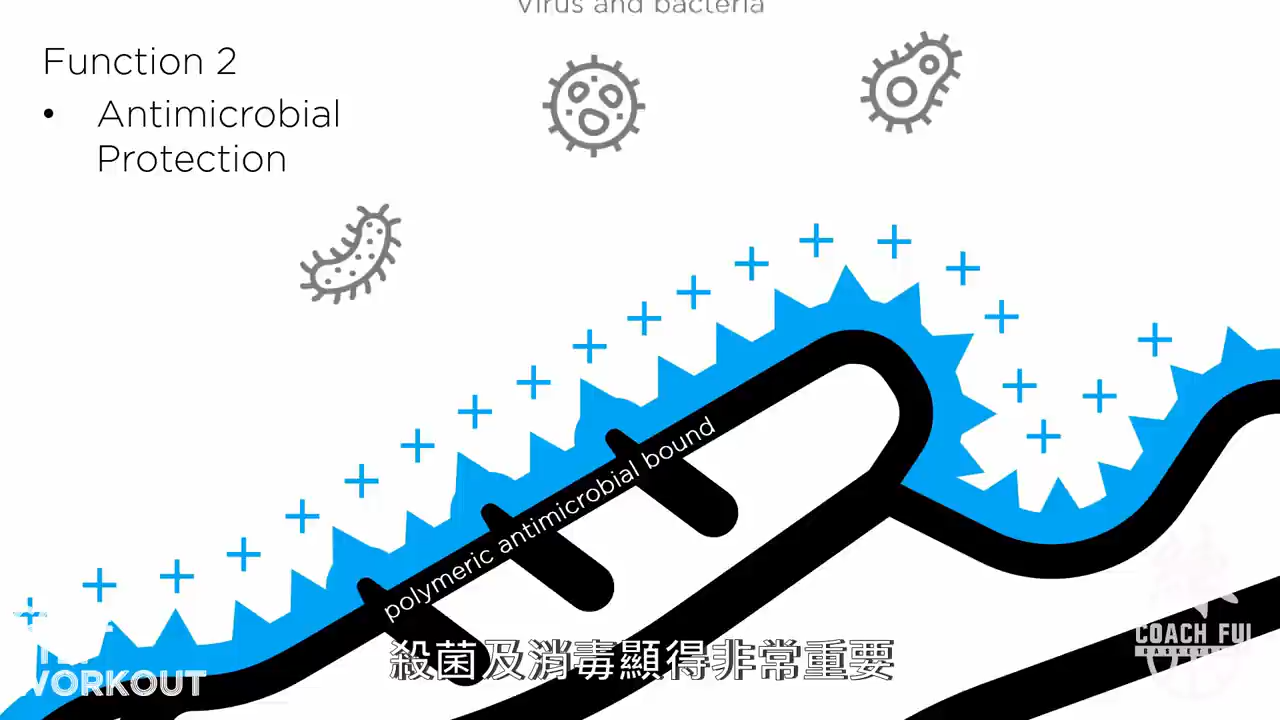 Virus and bacteria
Function 2
• Antimicrobial
Protection
polymeric antimicrobial bound
殺菌及消毒顯得非常重要
WORKOUT
COACH FUI